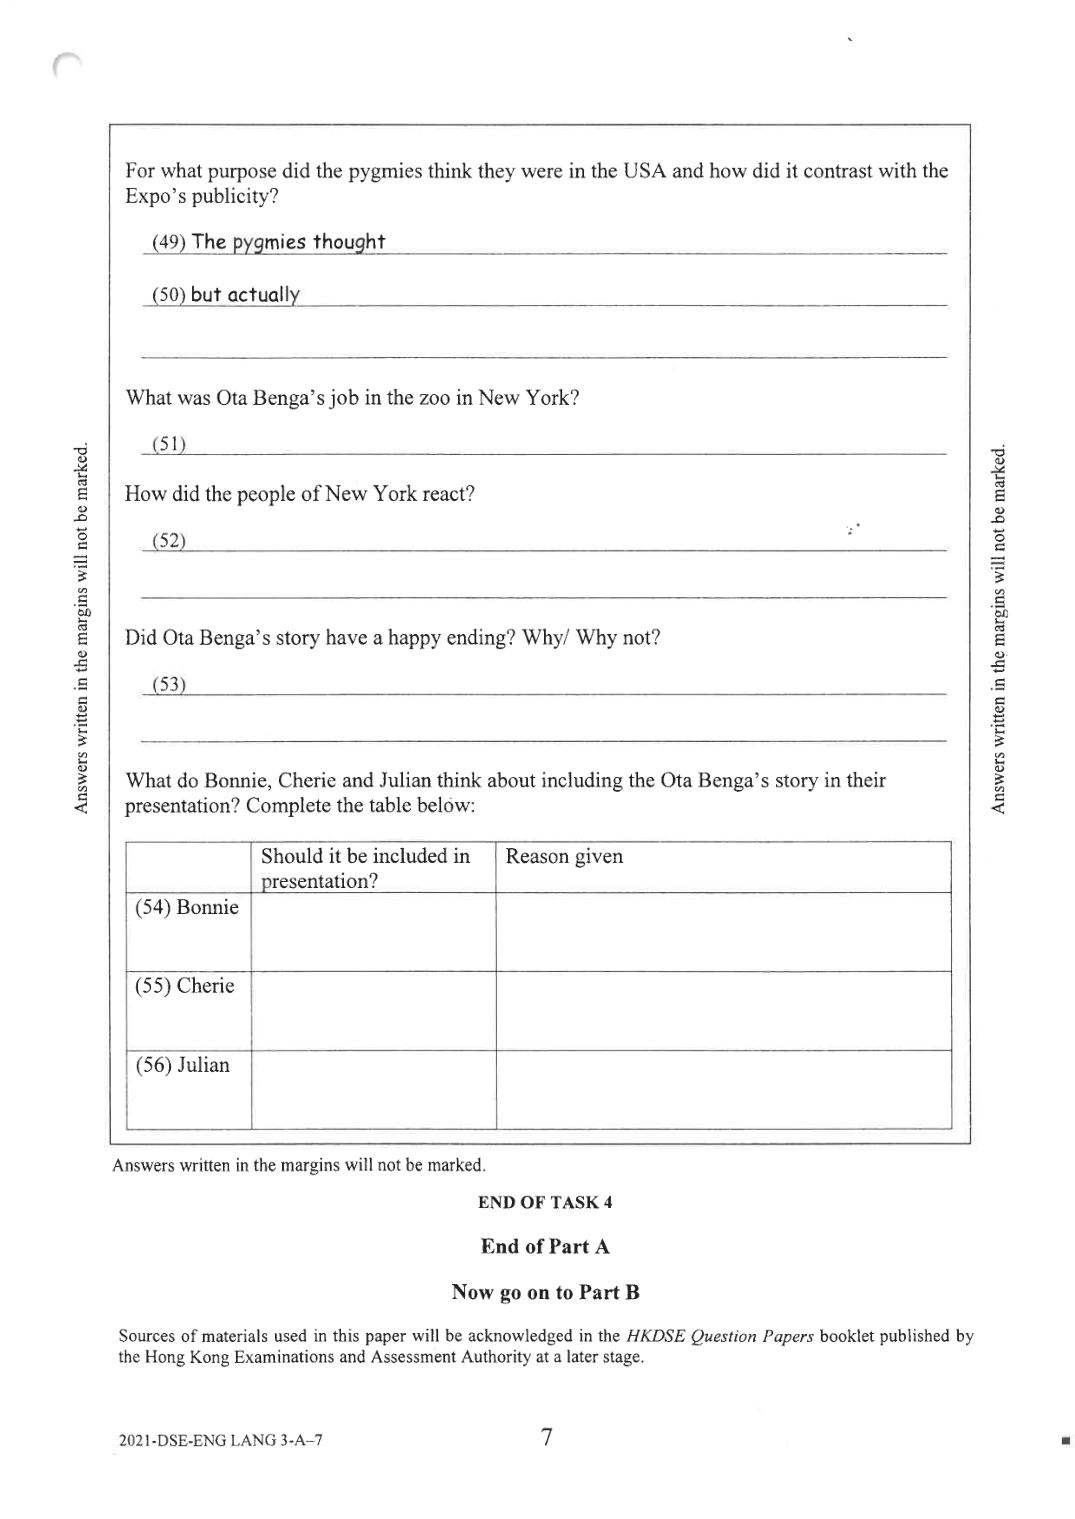 For what purpose did the pygmies think they were in the USA and how did it contrast with the
Expo's publicity?
(49) The pygmies thought
(50) but actually
What was Ota Benga's job in the zoo in New York?
(51)
How did the people of New York react?
(52)
Did Ota Benga's story have a happy ending? Why/ Why not?
(53)
What do Bonnie, Cherie and Julian think about including the Ota Benga's story in their
presentation? Complete the table below:
Should it be included in
presentation?
Reason given
(54) Bonnie
(55) Cherie
(56) Julian
Answers written in the margins will not be marked.
Answers written in the margins will not be marked.
Answers written in the margins will not be marked.
END OF TASK 4
End of Part A
Now go on to Part B
Sources of materials used in this paper will be acknowledged in the HKDSE Question Papers booklet published by
the Hong Kong Examinations and Assessment Authority at a later stage.
2021-DSE-ENG LANG 3-A–7
7